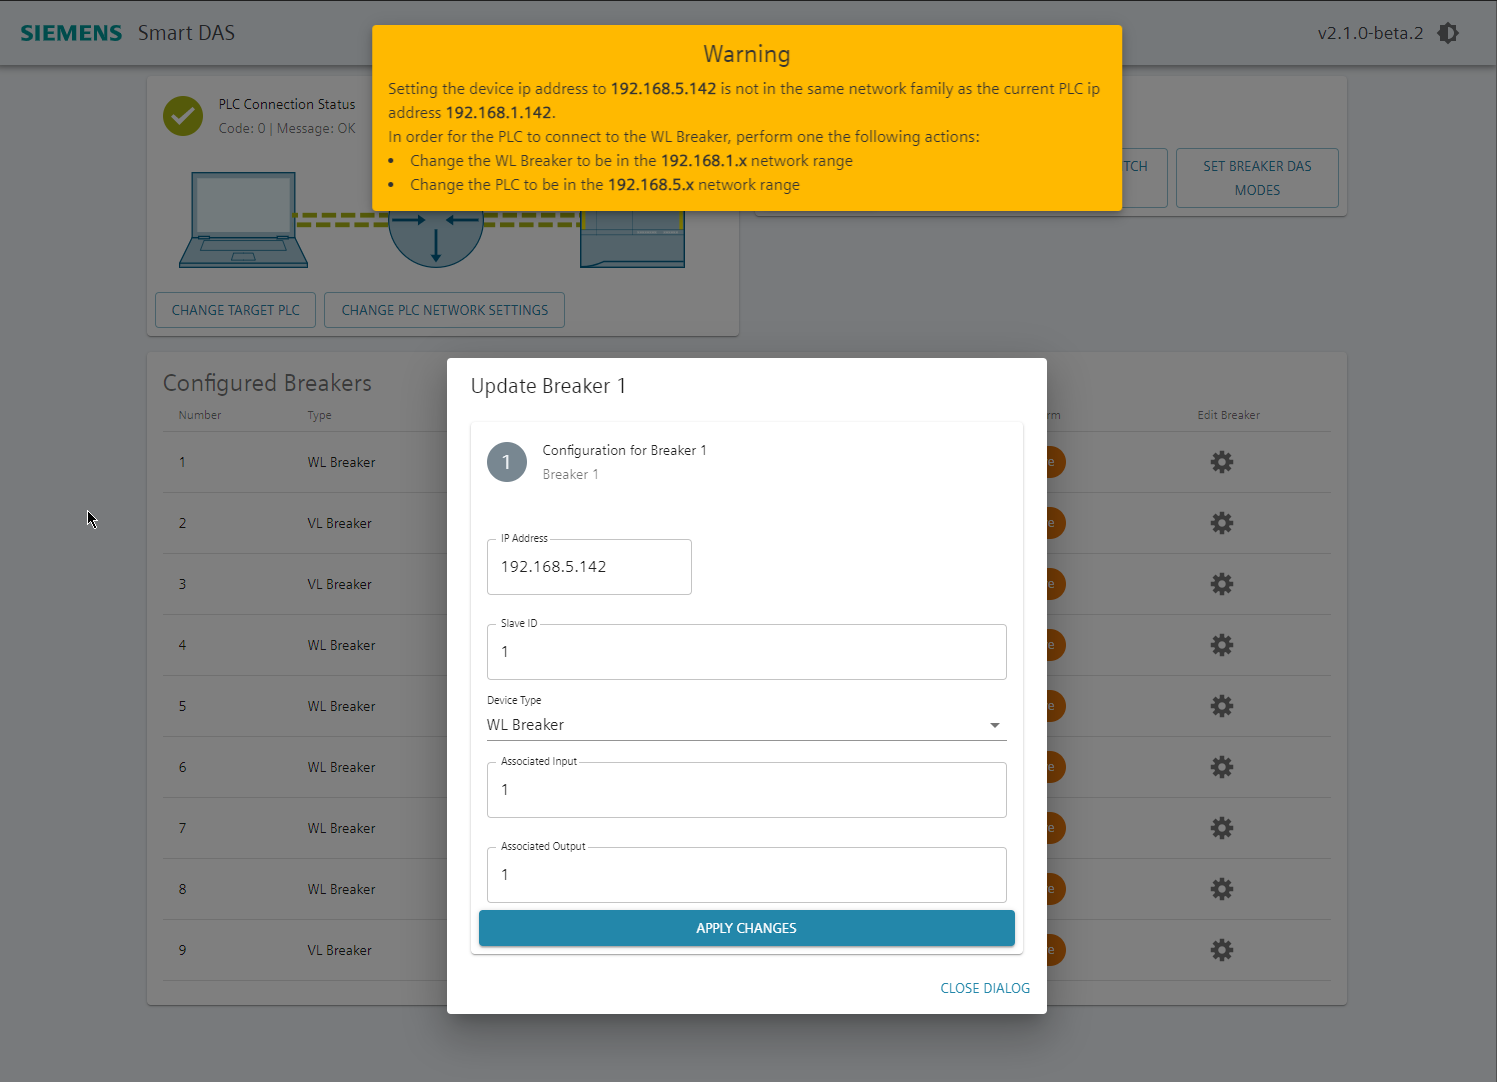 SIEMENS Smart DAS
v2.1.0-beta.2
Warning
Setting the device ip address to 192.168.5.142 is not in the same network family as the current PLC ip
address 192.168.1.142.
In order for the PLC to connect to the WL Breaker, perform one the following actions:
• Change the WL Breaker to be in the 192.168.1.x network range
• Change the PLC to be in the 192.168.5.x network range
PLC Connection Status
Code: 0 | Message: OK
SET BREAKER DAS
MODES
CHANGE TARGET PLC
CHANGE PLC NETWORK SETTINGS
Configured Breakers
Number Type Edit Breaker
1 WL Breaker
2 VL Breaker
3 VL Breaker
4 WL Breaker
5 WL Breaker
6 WL Breaker
7 WL Breaker
8 WL Breaker
9 VL Breaker
Update Breaker 1
1
Configuration for Breaker 1
Breaker 1
IP Address
192.168.5.142
Slave ID
1
Device Type
WL Breaker
Associated Input
1
Associated Output
1
APPLY CHANGES
CLOSE DIALOG